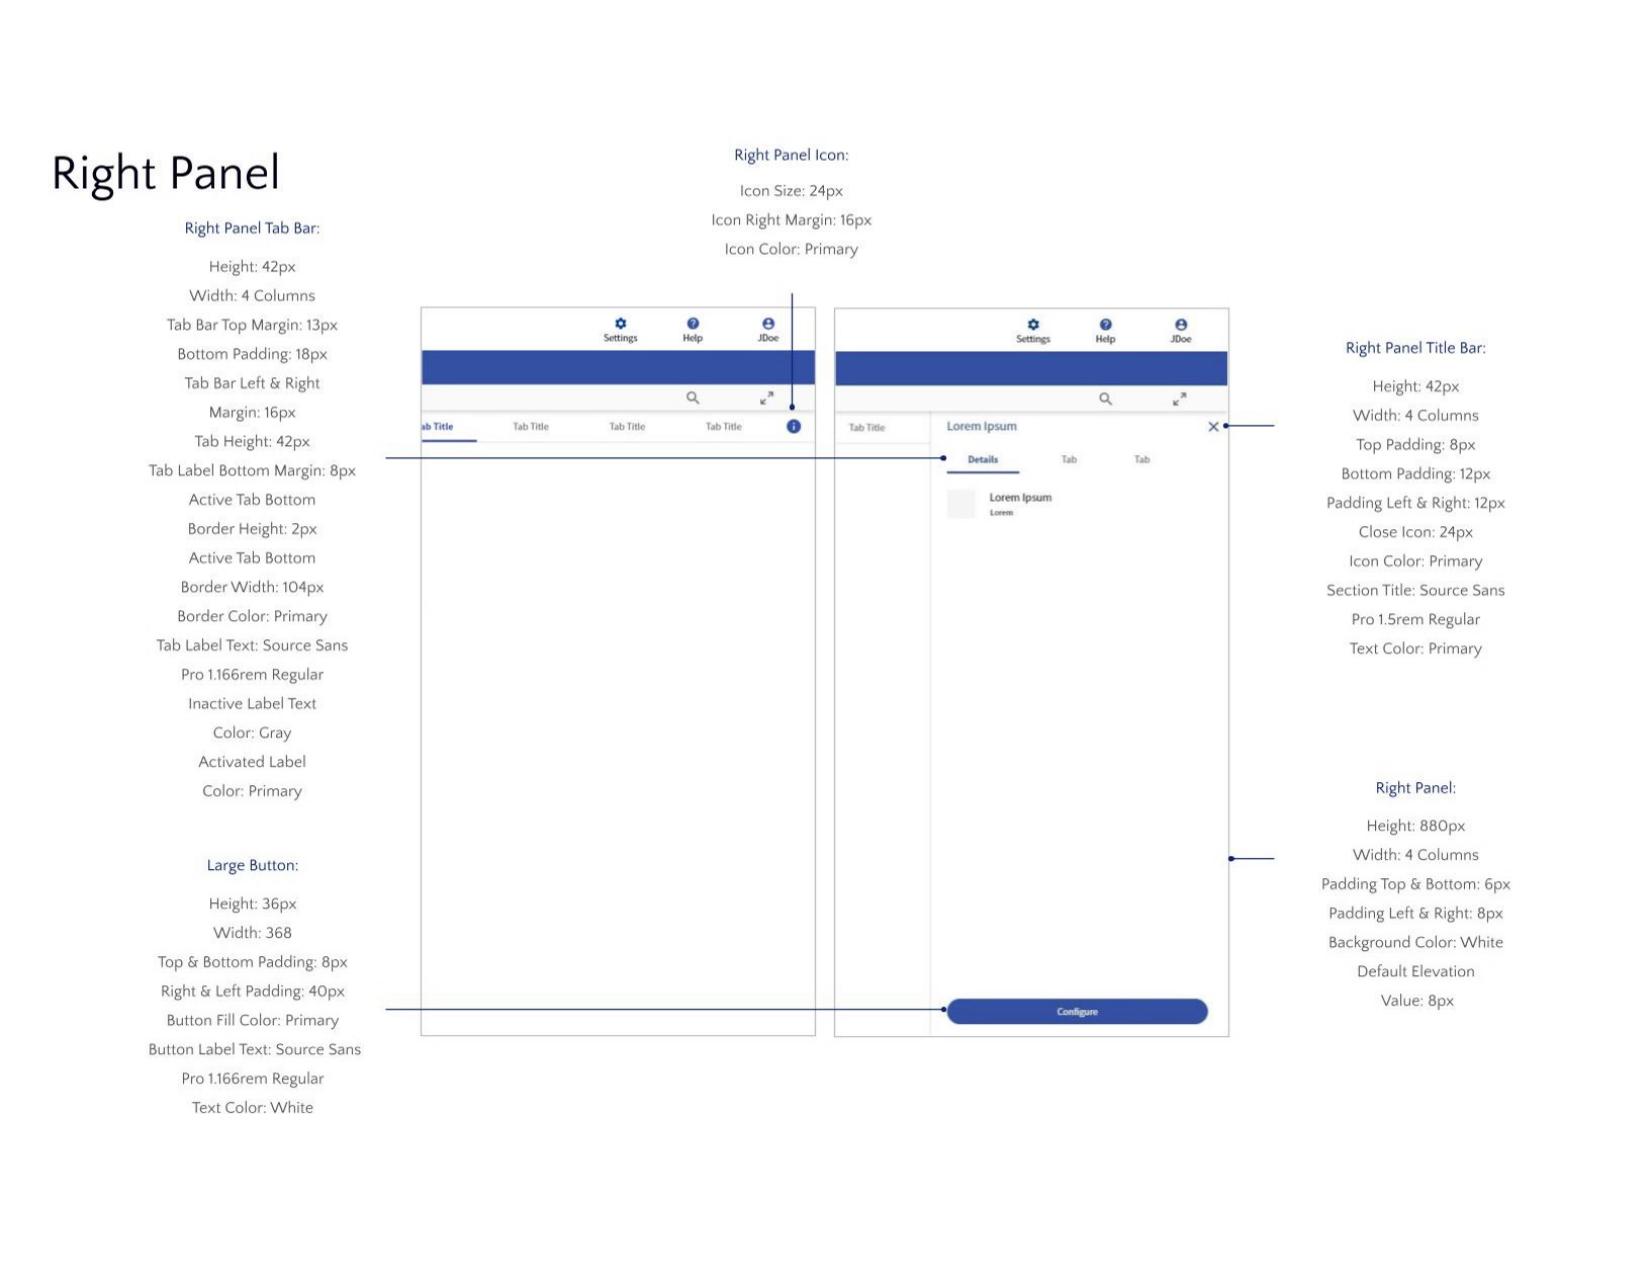 Right Panel
Right Panel Tab Bar:
Height: 42px
Width: 4 Columns
Tab Bar Top Margin: 13px
Bottom Padding: 18px
Tab Bar Left & Right
Margin: 16px
Tab Height: 42px
Tab Label Bottom Margin: 8px
Active Tab Bottom
Border Height: 2px
Active Tab Bottom
Border Width: 104px
Border Color: Primary
Tab Label Text: Source Sans
Pro 1.166rem Regular
Inactive Label Text
Color: Gray
Activated Label
Color: Primary
Large Button:
Height: 36px
Width: 368
Top & Bottom Padding: 8px
Right & Left Padding: 40px
Button Fill Color: Primary
Button Label Text: Source Sans
Pro 1.166rem Regular
Text Color: White
Right Panel Icon:
Icon Size: 24px
Icon Right Margin: 16px
Icon Color: Primary
Settings Help JDoe
ab Title Tab Title Tab Title Tab Title
Settings Help JDoe
Tab Title
Lorem Ipsum
Details Tab Tab
Lorem Ipsum
Lorem
Configure
Right Panel Title Bar:
Height: 42px
Width: 4 Columns
Top Padding: 8px
Bottom Padding: 12px
Padding Left & Right: 12px
Close Icon: 24px
Icon Color: Primary
Section Title: Source Sans
Pro 1.5rem Regular
Text Color: Primary
Right Panel:
Height: 880px
Width: 4 Columns
Padding Top & Bottom: 6px
Padding Left & Right: 8px
Background Color: White
Default Elevation
Value: 8px